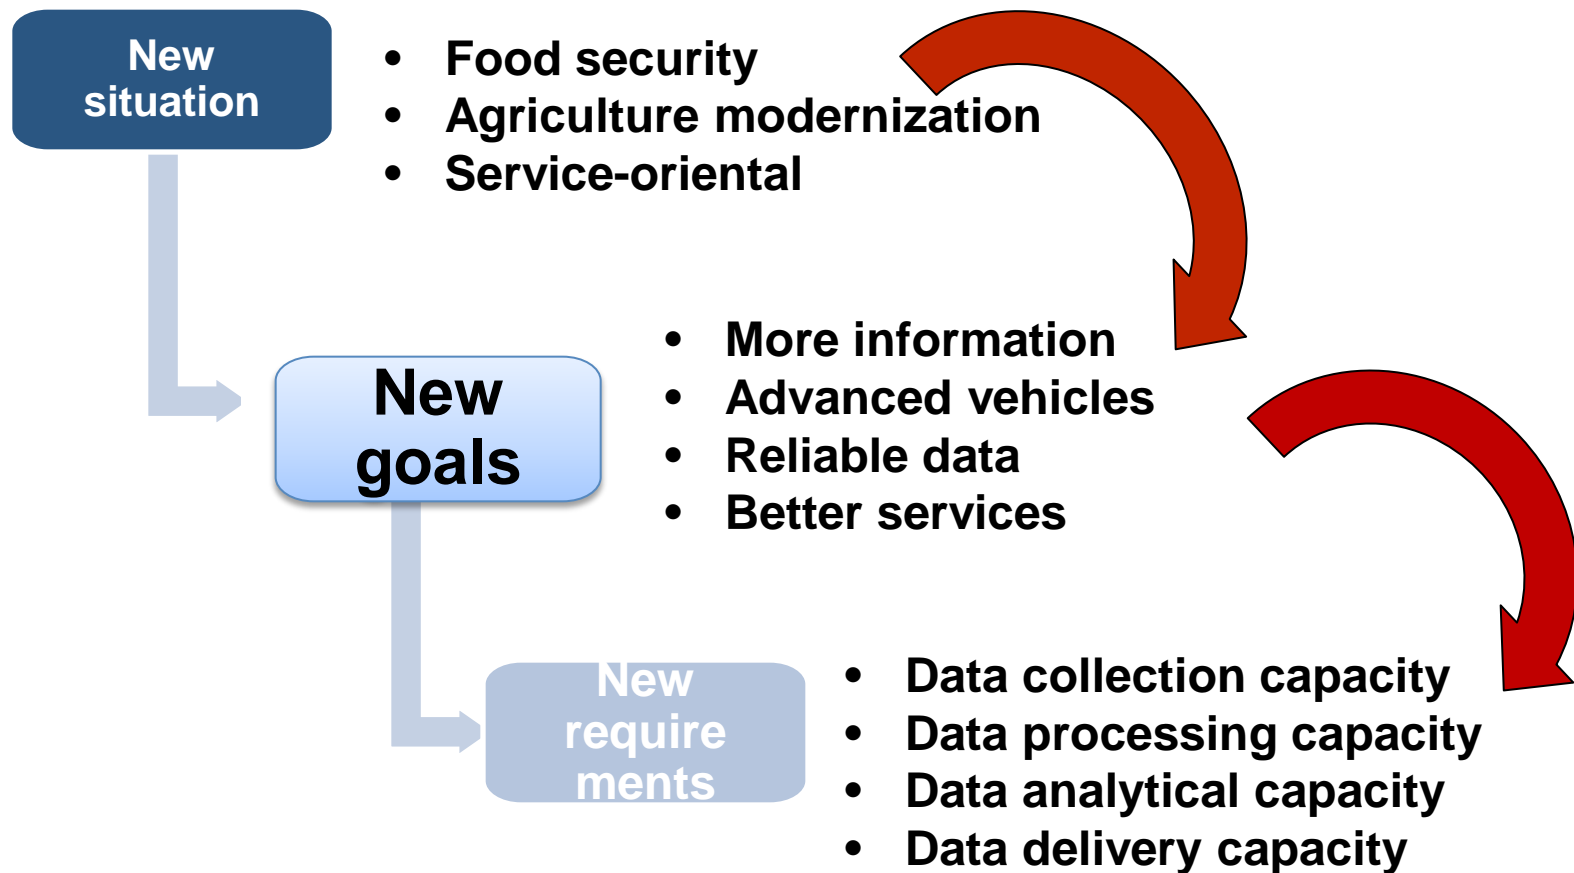 New
situation
• Food security
• Agriculture modernization
• Service-oriental
New
goals
• More information
• Advanced vehicles
• Reliable data
• Better services
New
require
ments
• Data collection capacity
• Data processing capacity
• Data analytical capacity
• Data delivery capacity